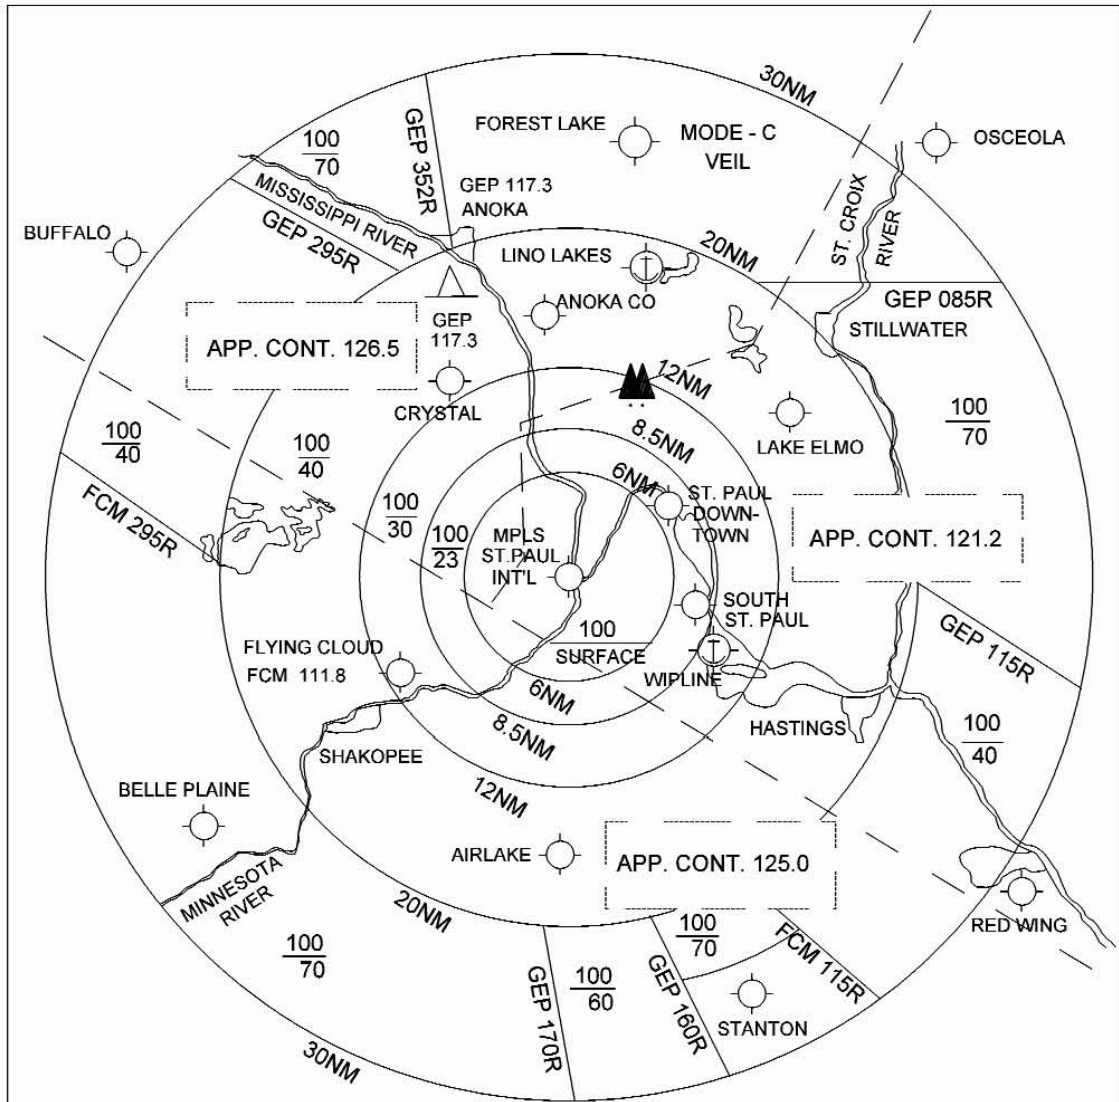 30NM
100
70
GEP 352R
FOREST LAKE
MODE - C
VEIL
OSCEOLA
MISSISSIPPI RIVER
GEP 117.3
ANOKA
ST. CROIX
RIVER
BUFFALO
GEP 295R
LINO LAKES
20NM
ANOKA CO
GEP 085R
STILLWATER
APP. CONT. 126.5
GEP
117.3
12NM
CRYSTAL
LAKE ELMO
100
70
100
40
100
40
8.5NM
6NM
FCM 295R
100
30
100
23
MPLS
ST.PAUL
INT'L
ST. PAUL
DOWN-
TOWN
APP. CONT. 121.2
SOUTH
ST. PAUL
GEP 115R
FLYING CLOUD
FCM 111.8
100
SURFACE
WIPLINE
6NM
8.5NM
HASTINGS
100
40
SHAKOPEE
12NM
BELLE PLAINE
AIRLAKE
APP. CONT. 125.0
MINNESOTA
RIVER
20NM
RED WING
100
70
100
70
FCM 115R
GEP 170R
100
60
GEP 160R
STANTON
30NM